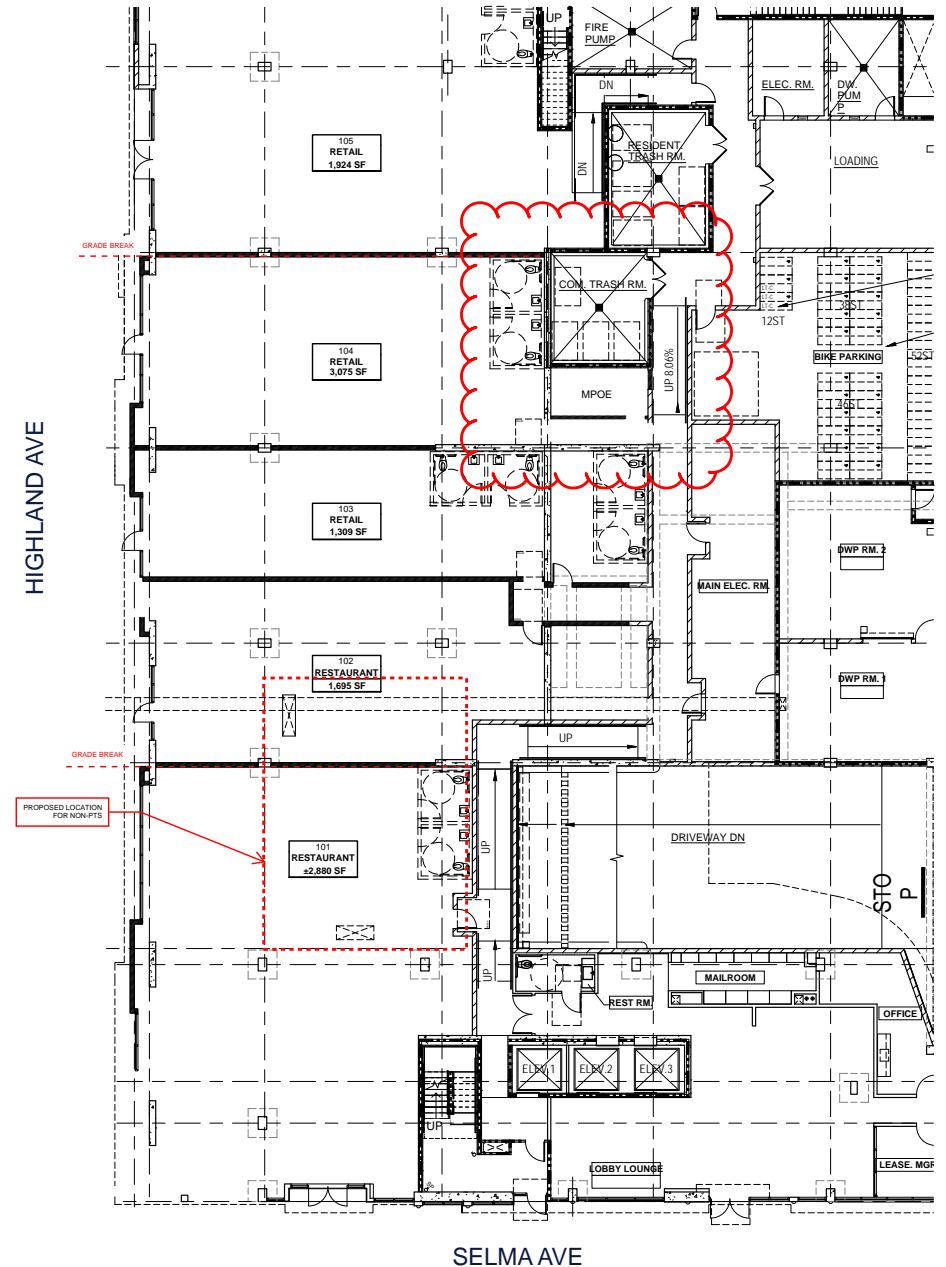 UP
FIRE
PUMP
ELEC. RM.
DW.
PUM
P
DN
105
RETAIL
1,924 SF
RESIDENT.
TRASH RM.
LOADING
DN
GRADE BREAK
COM. TRASH RM.
12ST
38ST
104
RETAIL
3,075 SF
UP 8.06%
BIKE PARKING
52ST
MPOE
46ST
HIGHLAND AVE
103
RETAIL
1,309 SF
DWP RM. 2
MAIN ELEC. RM.
102
RESTAURANT
1,695 SF
DWP RM. 1
UP
GRADE BREAK
PROPOSED LOCATION
FOR NON-PTS
101
RESTAURANT
±2,880 SF
UP
DRIVEWAY DN
STO
P
UP
MAILROOM
REST RM.
OFFICE
ELEV.1
ELEV.2
ELEV.3
UP
LOBBY LOUNGE
LEASE. MGR
SELMA AVE